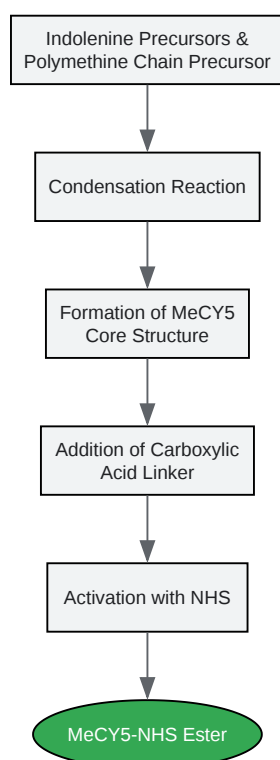 Indolenine Precursors &
Polymethine Chain Precursor
Condensation Reaction
Formation of MeCY5
Core Structure
Addition of Carboxylic
Acid Linker
Activation with NHS
MeCY5-NHS Ester